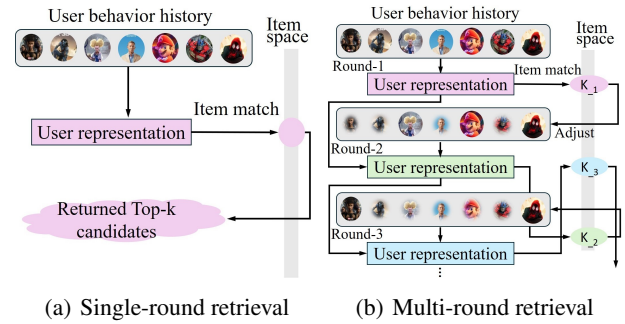 User behavior history
Item
space
Item match
User representation
Returned Top-k
candidates
(a) Single-round retrieval
User behavior history
Item
space
Round-1
Item match
User representation
K_1
Adjust
Round-2
User representation
K_3
Round-3
K_2
User representation
(b) Multi-round retrieval